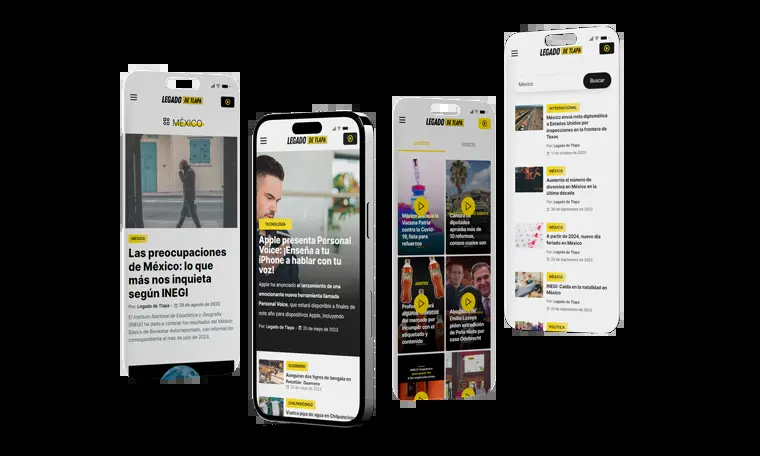 LEGADO DE TLAPA
MÉXICO
MÉXICO
Las preocupaciones
de México: lo que
más nos inquieta
según INEGI
Por: Legado de Tlapa - 28 de agosto de 2023
El Instituto Nacional de Estadística y Geografía
(INEGI) ha dado a conocer los resultados del Módulo
Básico de Bienestar Autorreportado, con información
correspondiente al mes de julio de 2023.
LEGADO DE TLAPA
TECNOLOGÍA
Apple presenta Personal
Voice: ¡Enseña a tu
iPhone a hablar con tu
voz!
Apple ha anunciado el lanzamiento de una
emocionante nueva herramienta llamada
Personal Voice, que estará disponible a finales de
este año para dispositivos Apple, incluyendo
Por: Legado de Tlapa - 20 de mayo de 2023
GUERRERO
Aseguran dos tigres de bengala en
Petatlán, Guerrero
CHILPANCINGO
Vuelca pipa de agua en Chilpancingo
LEGADO DE TLAPA
CORTOS
VIDEOS
México
la
Vacuna Patria
contra la Covid-
19, lista para
refuerzos
Cámara de
diputados
aprueba más de
10 reformas,
conoce cuales son
del mercado por
incumplir con el
etiquetado y
contenido
Abogados de
Emilio Lozoya
piden extradición
de Peña Nieto por
caso Odebrecht
LEGADO DE TLAPA
México
Buscar
INTERNACIONAL
México envía nota diplomática
a Estados Unidos por
inspecciones en la frontera de
Texas
Por: Legado de Tlapa
11 de octubre de 2023
MÉXICO
Aumenta el número de
divorcios en México en la
última década
Por: Legado de Tlapa
30 de septiembre de 2023
MÉXICO
A partir de 2024, nuevo día
feriado en México
Por: Legado de Tlapa
25 de septiembre de 2023
MÉXICO
INEGI: Caída en la natalidad en
México
Por: Legado de Tlapa
21 de septiembre de 2023
POLÍTICA